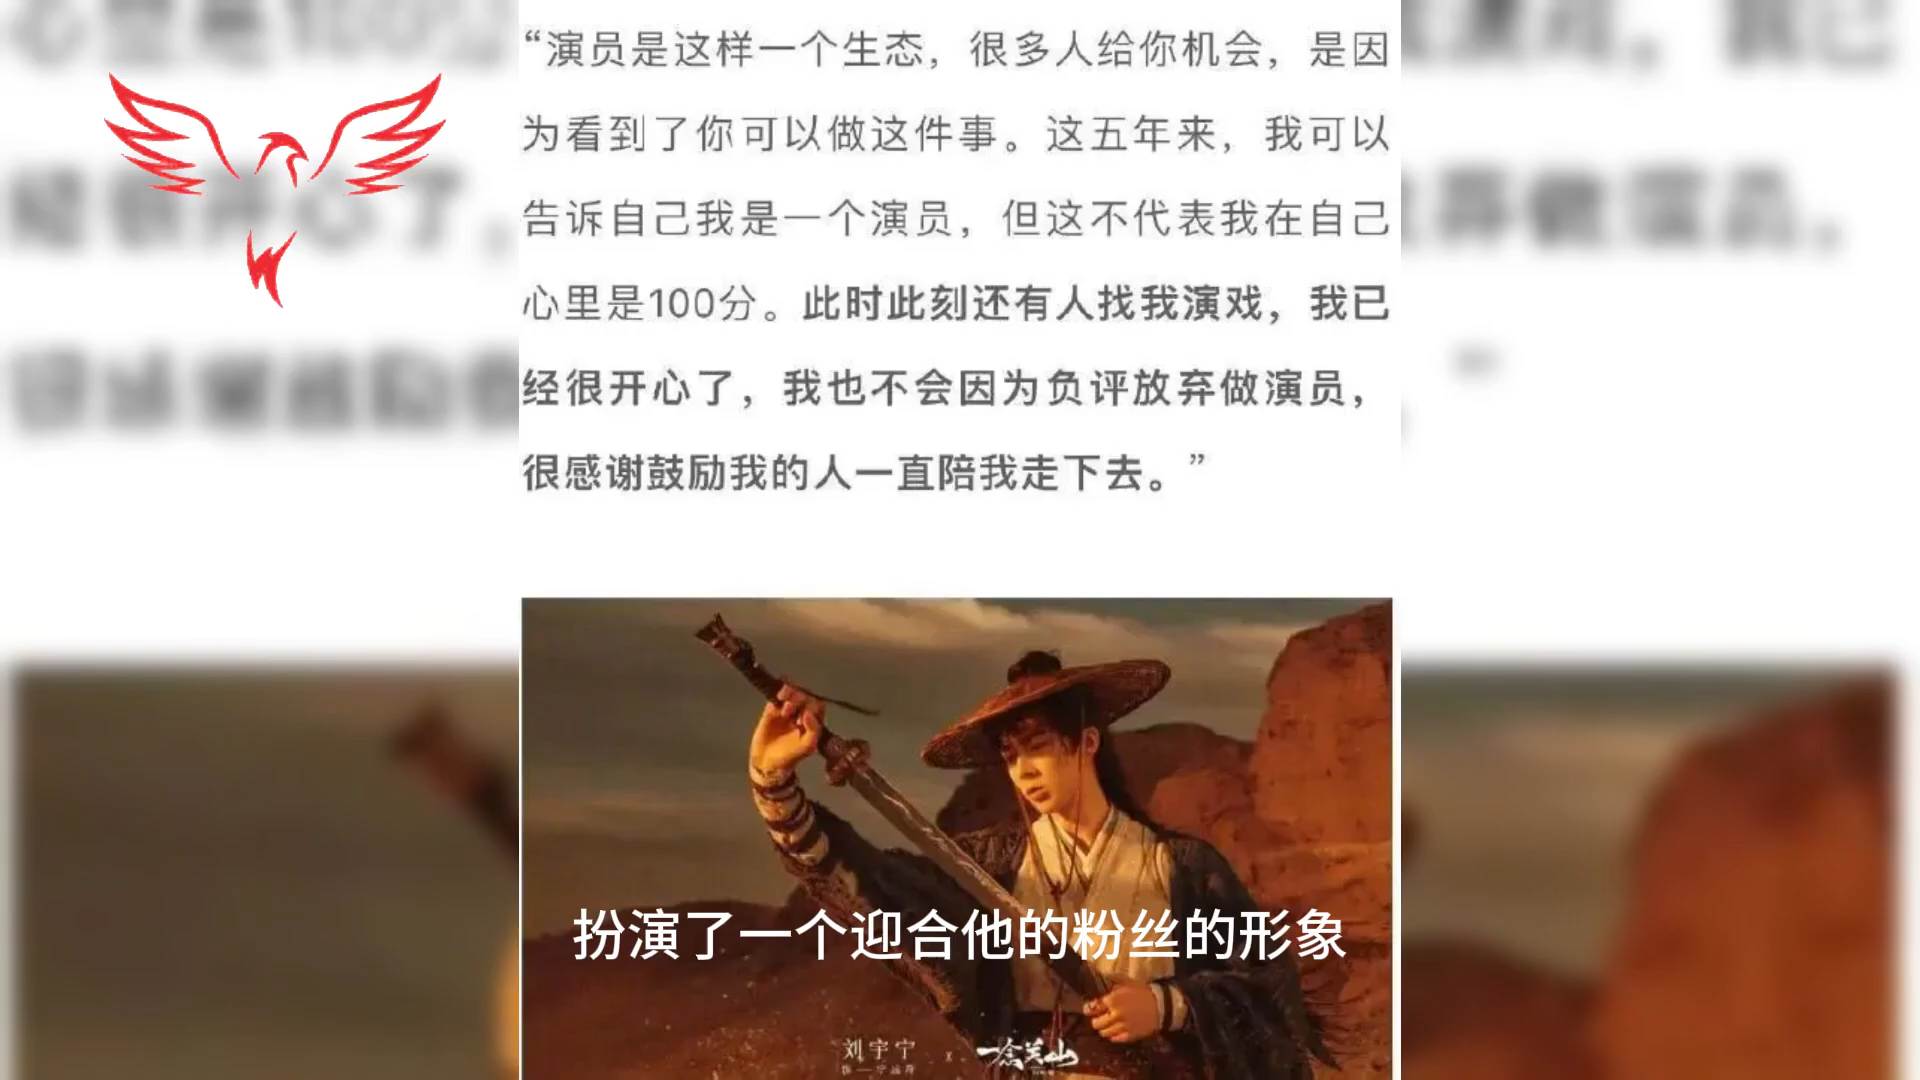 “演员是这样一个生态，很多人给你机会，是因
为看到了你可以做这件事。这五年来，我可以
告诉自己我是一个演员，但这不代表我在自己
心里是100分。此时此刻还有人找我演戏，我已
经很开心了，我也不会因为负评放弃做演员，
很感谢鼓励我的人一直陪我走下去。”
扮演了一个迎合他的粉丝的形象
刘宇宁 x 一念关山
饰——宁远舟